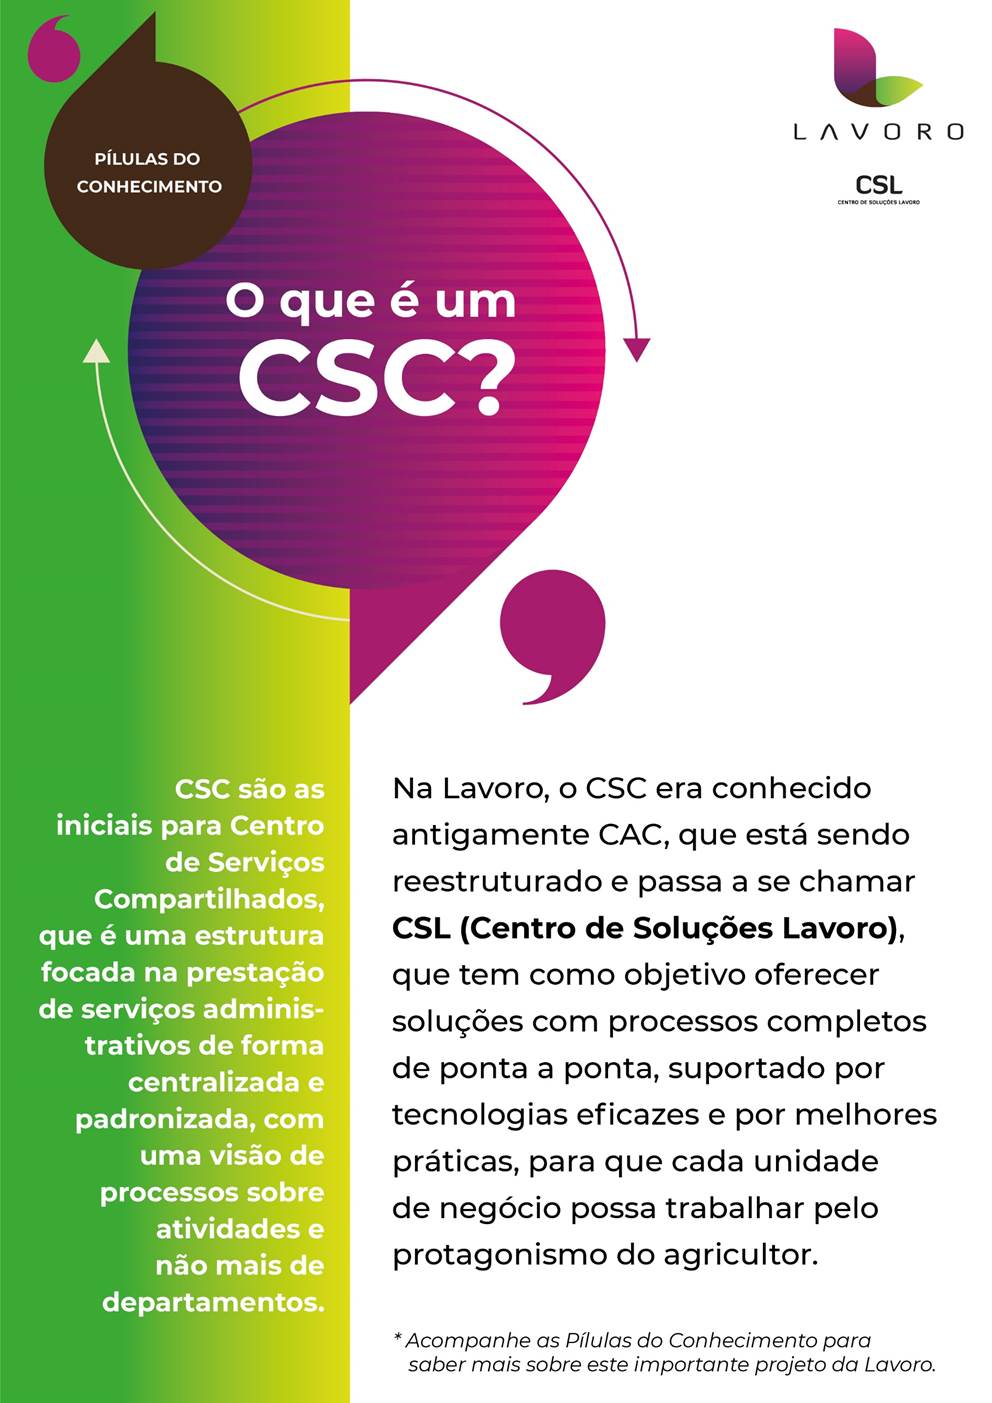 PÍLULAS DO
CONHECIMENTO
LAVORO
CSL
CENTRO DE SOLUÇÕES LAVORO
O que é um
CSC?
CSC são as
iniciais para Centro
de Serviços
Compartilhados,
que é uma estrutura
focada na prestação
de serviços adminis-
trativos de forma
centralizada e
padronizada, com
uma visão de
processos sobre
atividades e
não mais de
departamentos.
Na Lavoro, o CSC era conhecido
antigamente CAC, que está sendo
reestruturado e passa a se chamar
CSL (Centro de Soluções Lavoro),
que tem como objetivo oferecer
soluções com processos completos
de ponta a ponta, suportado por
tecnologias eficazes e por melhores
práticas, para que cada unidade
de negócio possa trabalhar pelo
protagonismo do agricultor.
* Acompanhe as Pílulas do Conhecimento para
saber mais sobre este importante projeto da Lavoro.